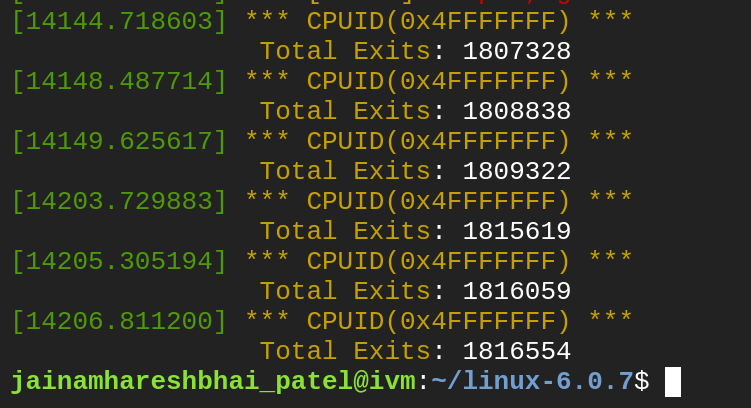 [14144.718603] *** CPUID(0x4FFFFFFF) ***
Total Exits: 1807328
[14148.487714] *** CPUID(0x4FFFFFFF) ***
Total Exits: 1808838
[14149.625617] *** CPUID(0x4FFFFFFF) ***
Total Exits: 1809322
[14203.729883] *** CPUID(0x4FFFFFFF) ***
Total Exits: 1815619
[14205.305194] *** CPUID(0x4FFFFFFF) ***
Total Exits: 1816059
[14206.811200] *** CPUID(0x4FFFFFFF) ***
Total Exits: 1816554
jainamhareshbhai_patel@ivm:~/linux-6.0.7$